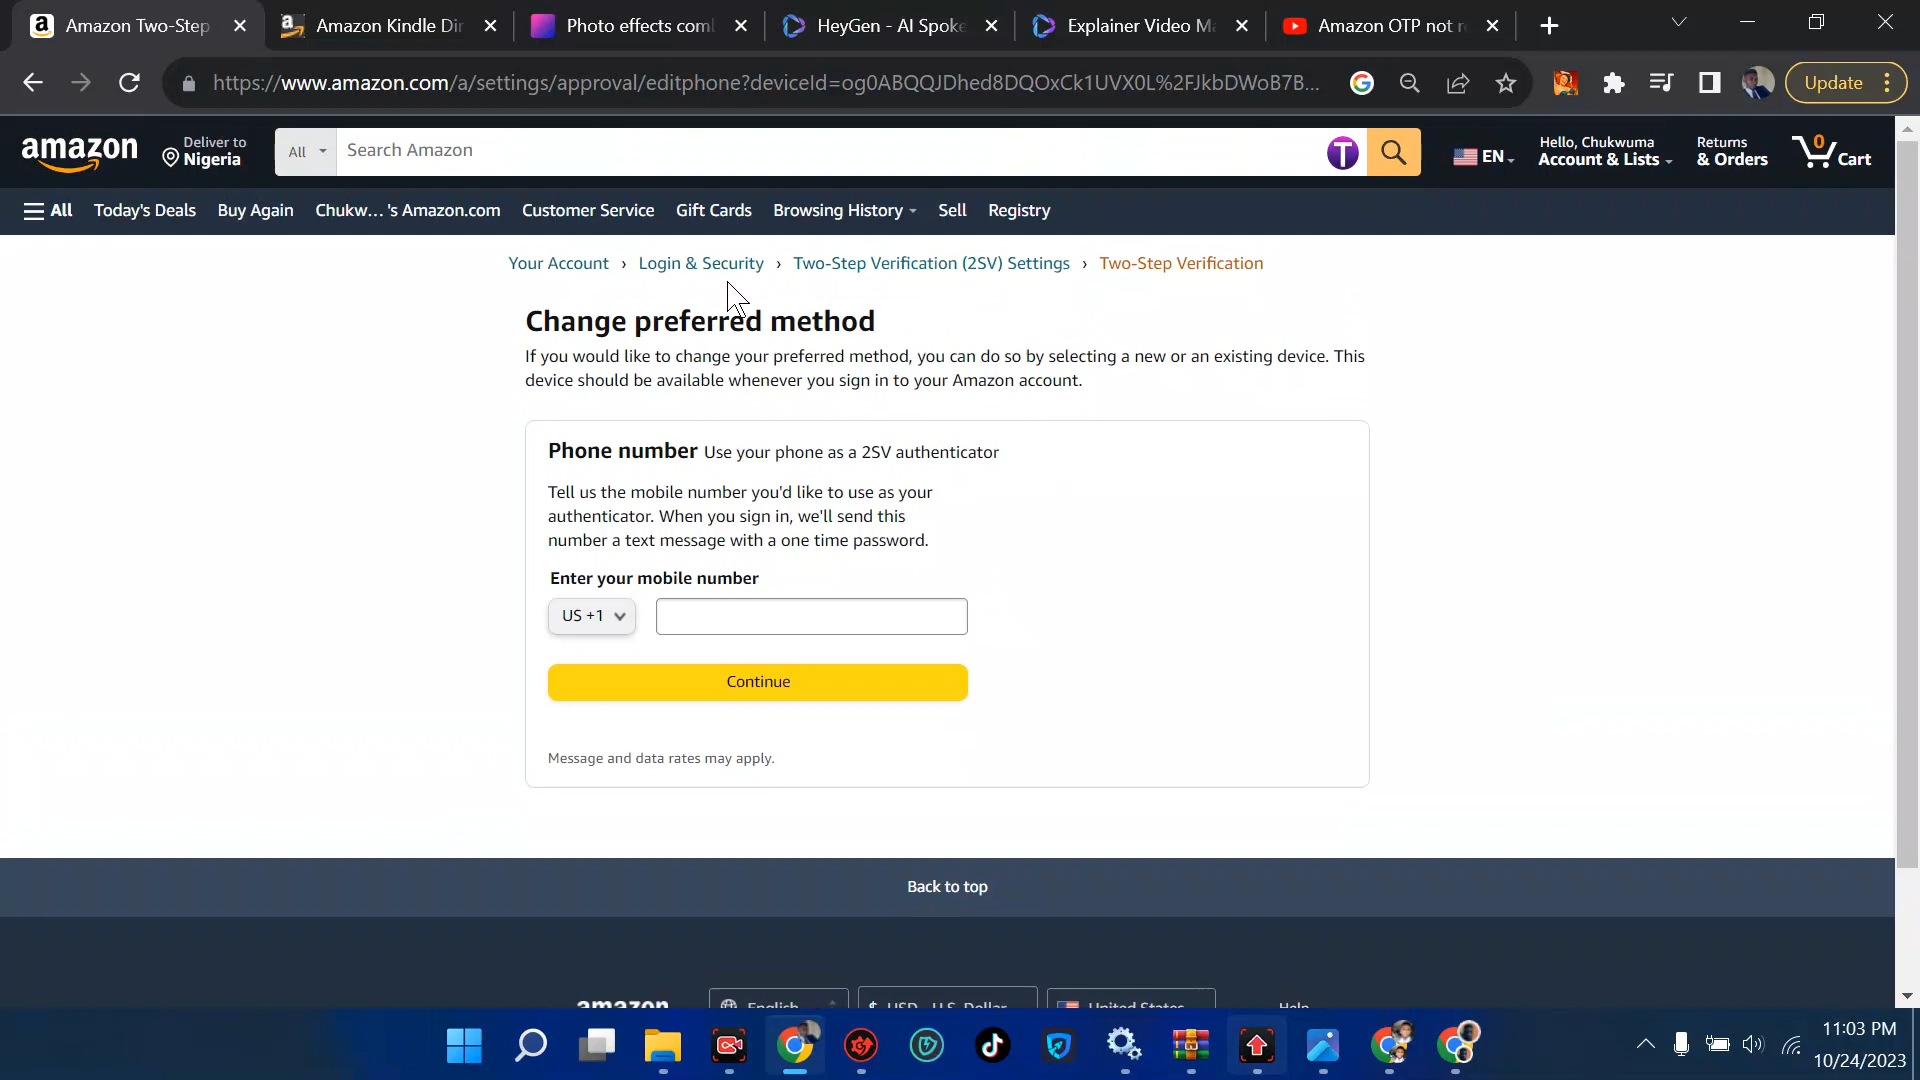 Amazon Two-Step
Amazon Kindle Dir
Photo effects com
HeyGen - AI Spoke
Explainer Video Ma
Amazon OTP not r
https://www.amazon.com/a/settings/approval/editphone?deviceId=og0ABQQJDhed8DQOxCk1UVX0L%2FJkbDWoB7B...
Update
amazon
Deliver to
Nigeria
All
Search Amazon
T
EN
Hello, Chukwuma
Account & Lists
Returns
& Orders
0
Cart
All
Today's Deals
Buy Again
Chukw... 's Amazon.com
Customer Service
Gift Cards
Browsing History
Sell
Registry
Your Account › Login & Security › Two-Step Verification (2SV) Settings › Two-Step Verification
Change preferred method
If you would like to change your preferred method, you can do so by selecting a new or an existing device. This
device should be available whenever you sign in to your Amazon account.
Phone number Use your phone as a 2SV authenticator
Tell us the mobile number you'd like to use as your
authenticator. When you sign in, we'll send this
number a text message with a one time password.
Enter your mobile number
US +1
Continue
Message and data rates may apply.
Back to top
amazon
English
$ USD - U.S. Dollar
United States
Help
11:03 PM
10/24/2023